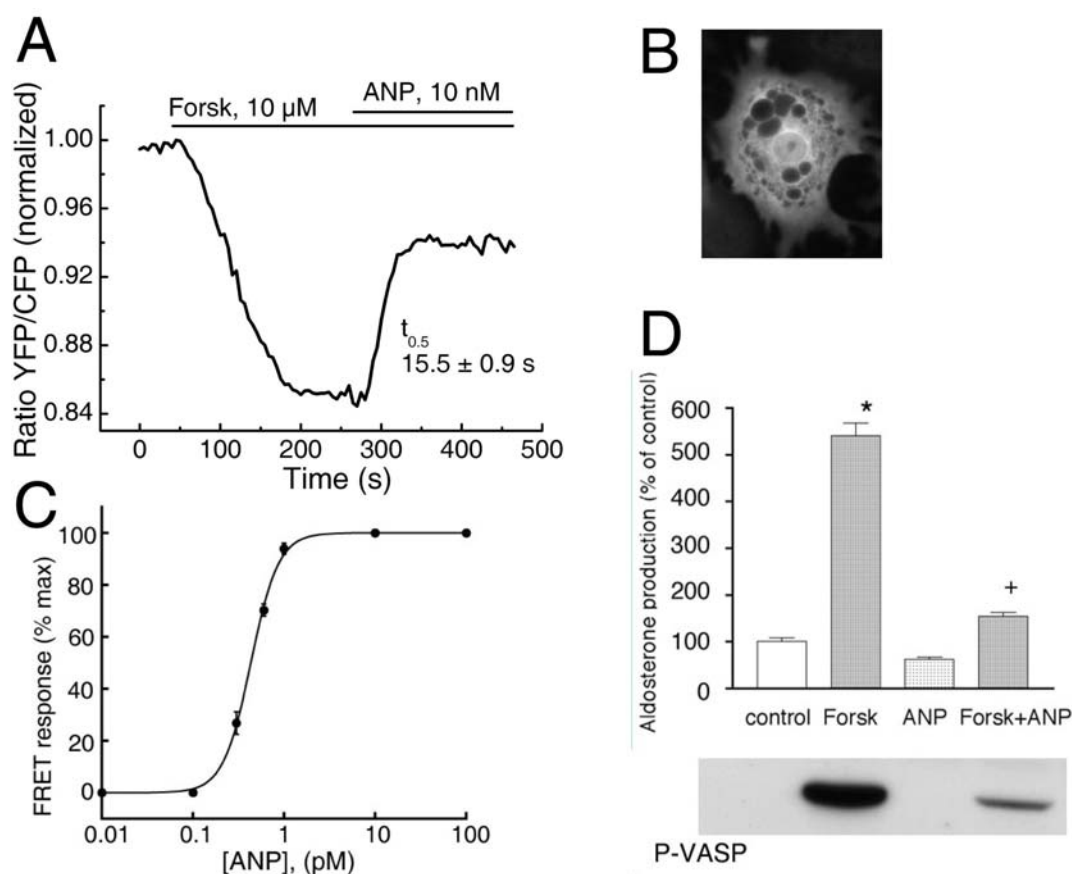 A
Forsk, 10 µM
ANP, 10 nM
Ratio YFP/CFP (normalized)
1.00
0.96
0.92
0.88
0.84
t0.5
15.5 ± 0.9 s
0 100 200 300 400 500
Time (s)
B
C
FRET response (% max)
100
80
60
40
20
0
0.01 0.1 1 10 100
[ANP], (pM)
D
Aldosterone production (% of control)
600
500
400
300
200
100
0
*
+
control Forsk ANP Forsk+ANP
P-VASP